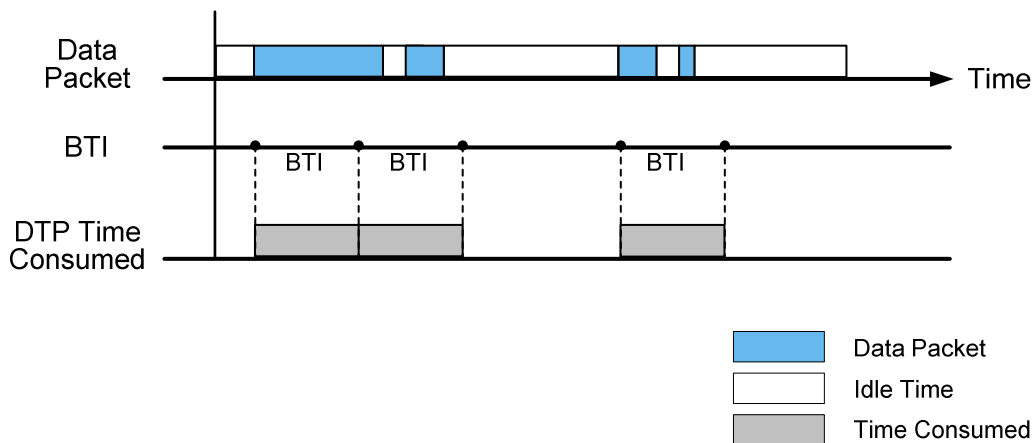 Data
Packet
Time
BTI
BTI
BTI
BTI
DTP Time
Consumed
Data Packet
Idle Time
Time Consumed